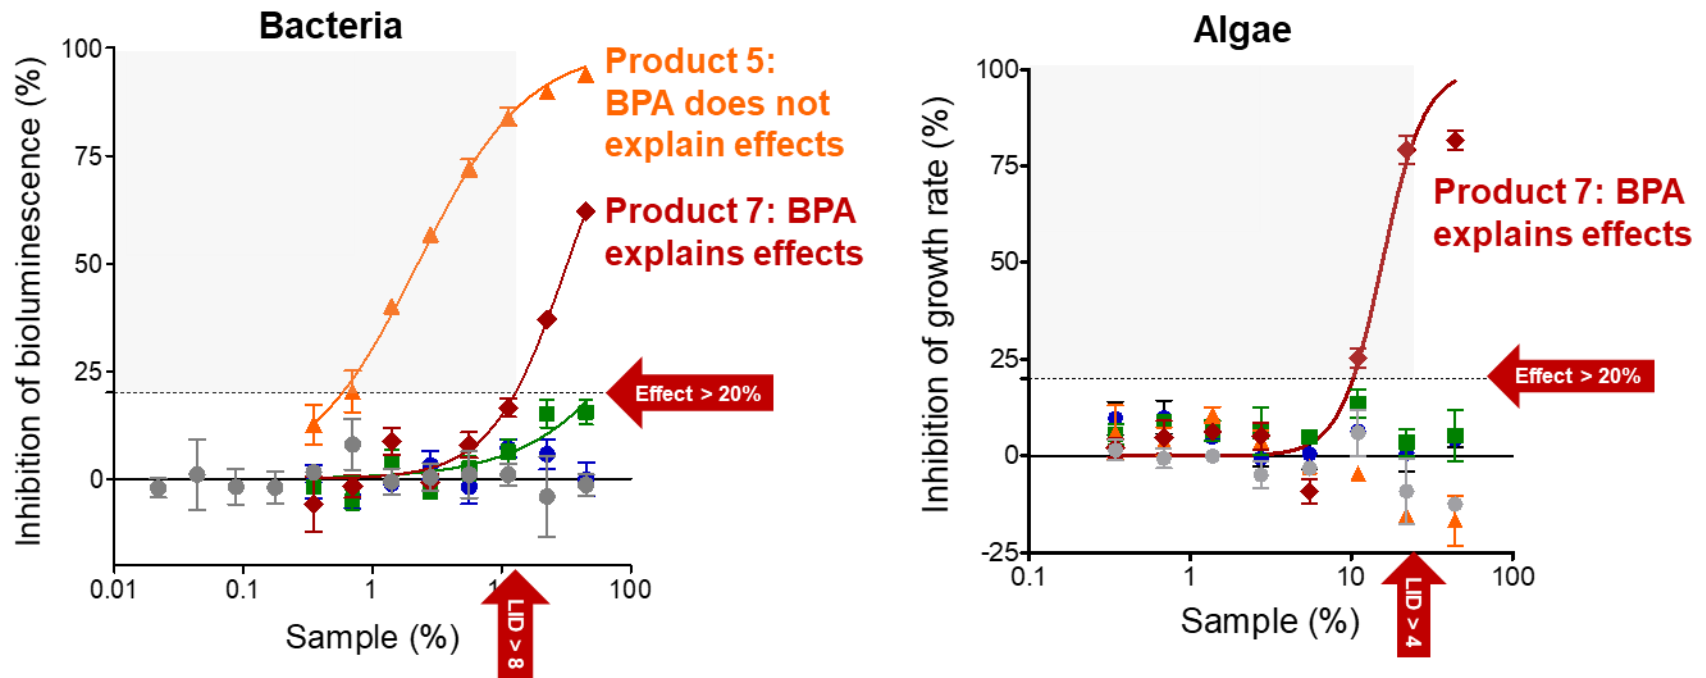 Bacteria
Inhibition of bioluminescence (%)
100
75
50
25
0
0.01
0.1
1
100
Sample (%)
Product 5:
BPA does not
explain effects
Product 7: BPA
explains effects
Effect > 20%
LID > 8
Algae
Inhibition of growth rate (%)
100
75
50
25
0
-25
0.1
1
10
100
Sample (%)
Product 7: BPA
explains effects
Effect > 20%
LID > 4